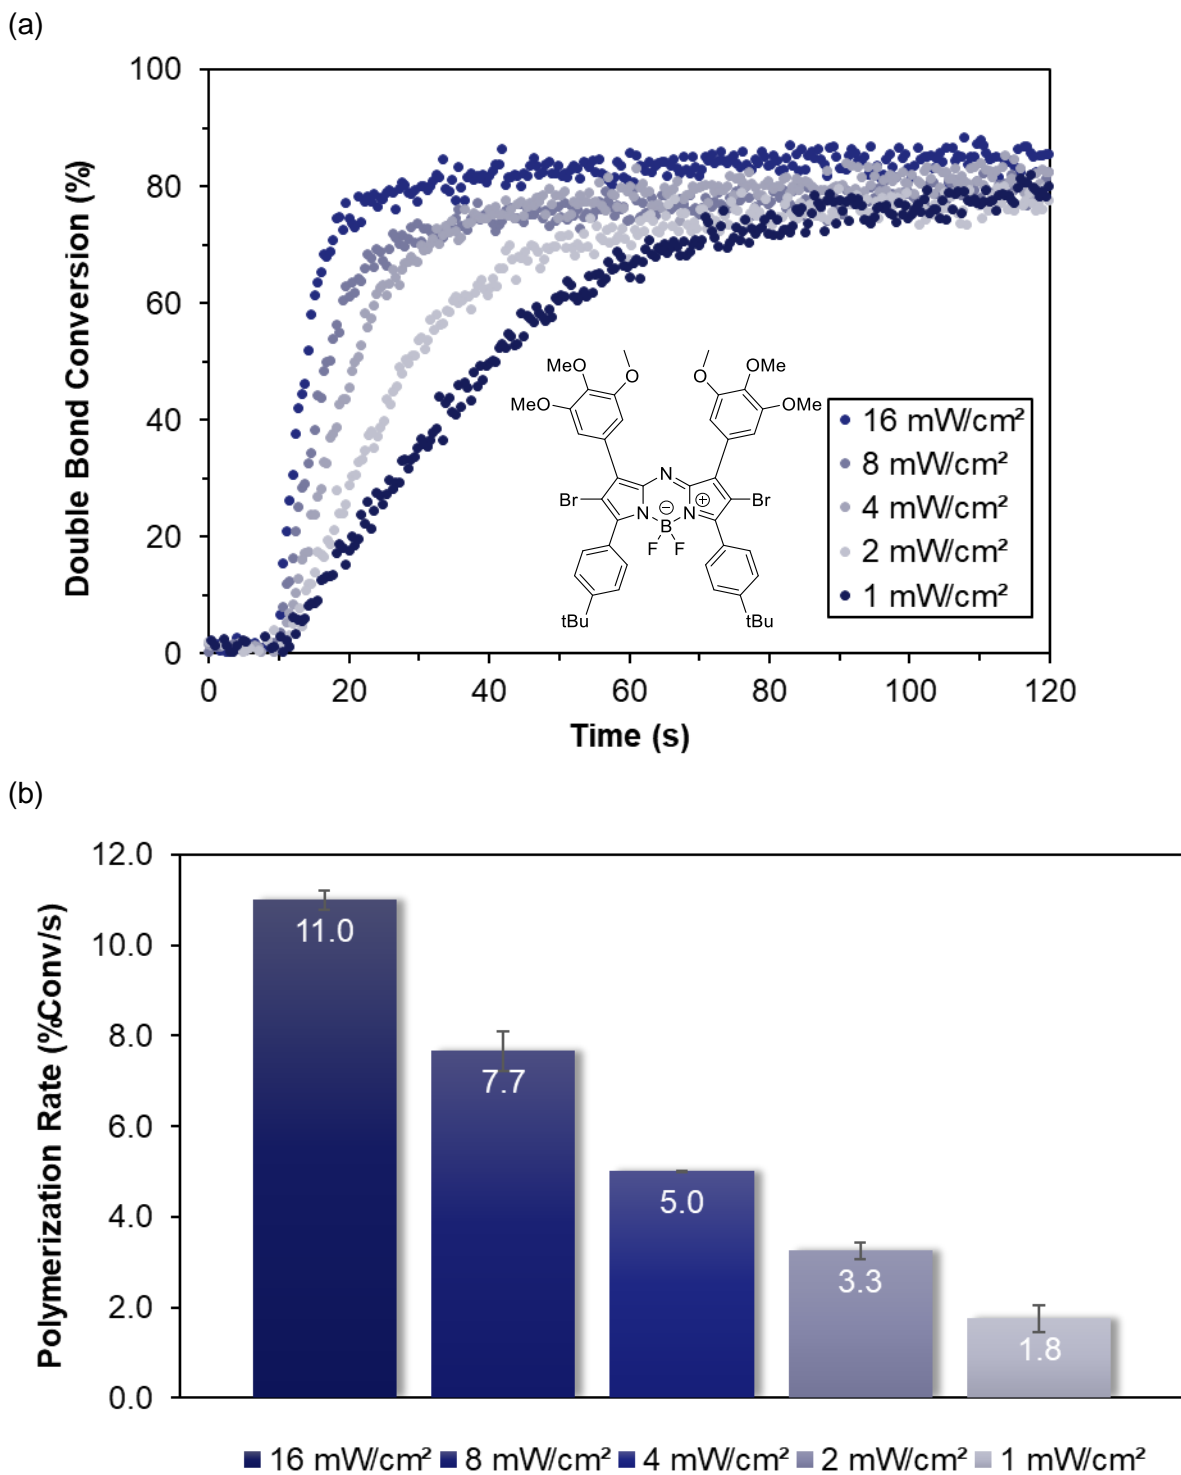 (a)
Double Bond Conversion (%)
100
80
60
40
20
0
0 20 40 60 80 100 120
Time (s)
MeO OMe
MeO OMe
O O
N
Br Br
N N
B
F F
tBu tBu
16 mW/cm²
8 mW/cm²
4 mW/cm²
2 mW/cm²
1 mW/cm²
(b)
Polymerization Rate (%Conv/s)
12.0
10.0
8.0
6.0
4.0
2.0
0.0
11.0
7.7
5.0
3.3
1.8
16 mW/cm² 8 mW/cm² 4 mW/cm² 2 mW/cm² 1 mW/cm²